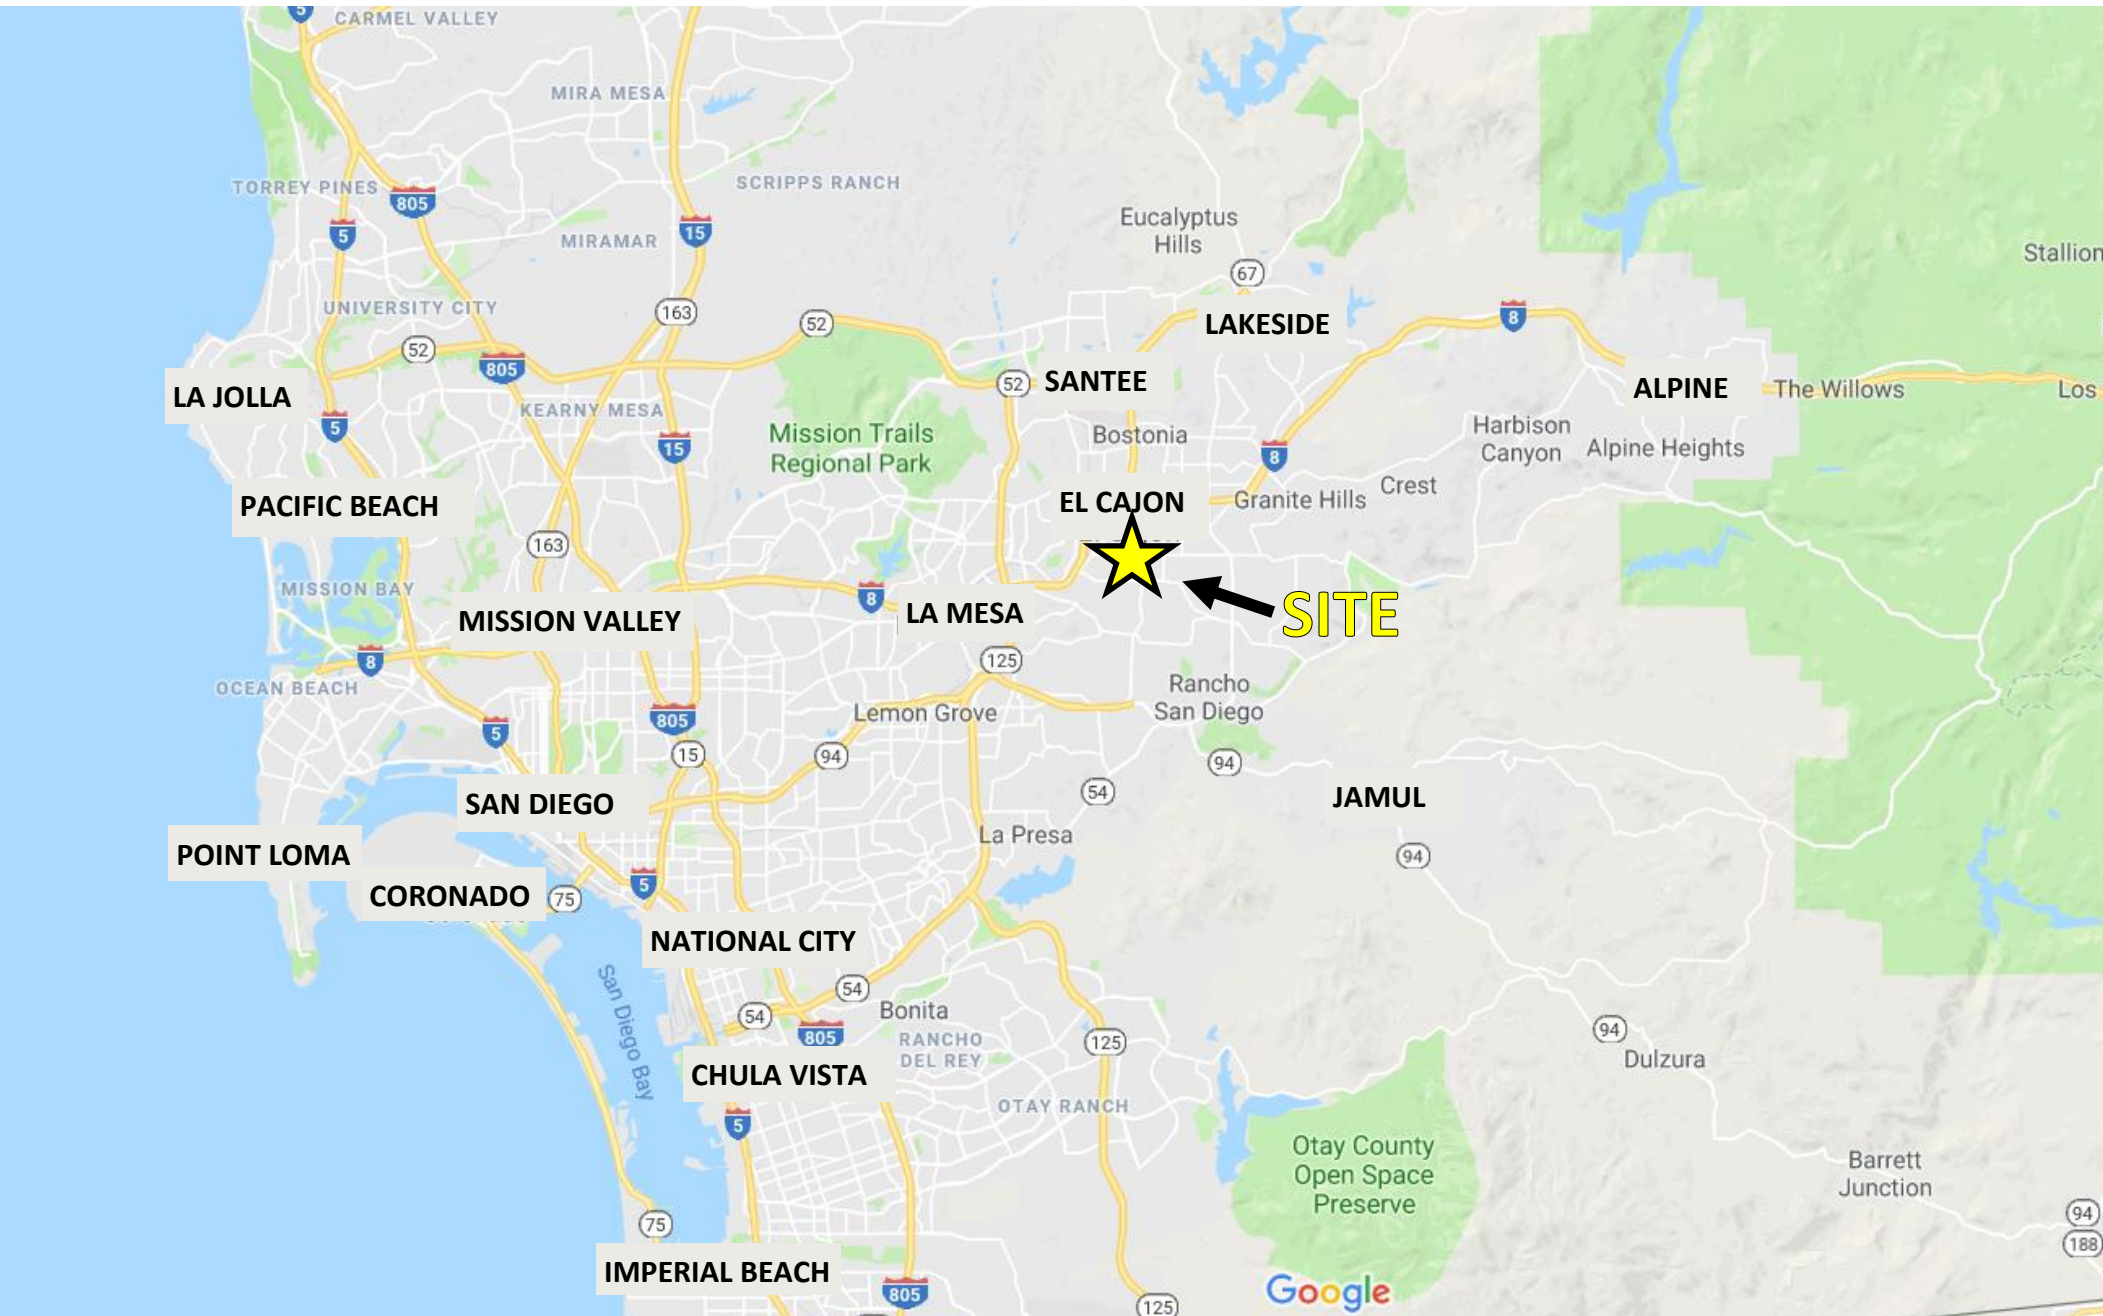 5
CARMEL VALLEY
MIRA MESA
TORREY PINES
805
SCRIPPS RANCH
5
MIRAMAR
15
Eucalyptus
Hills
67
Stallion
UNIVERSITY CITY
163
52
LAKESIDE
8
52
805
LA JOLLA
5
KEARNY MESA
15
Mission Trails
Regional Park
52
SANTEE
Bostonia
8
ALPINE
The Willows
Los
Harbison
Canyon
Alpine Heights
Crest
Granite Hills
PACIFIC BEACH
163
EL CAJON
MISSION BAY
MISSION VALLEY
8
LA MESA
SITE
8
OCEAN BEACH
125
Rancho
San Diego
5
805
Lemon Grove
15
94
94
54
SAN DIEGO
JAMUL
La Presa
POINT LOMA
94
CORONADO
75
5
NATIONAL CITY
San Diego Bay
54
54
Bonita
805
RANCHO
DEL REY
125
94
Dulzura
CHULA VISTA
5
OTAY RANCH
Otay County
Open Space
Preserve
Barrett
Junction
75
94
188
IMPERIAL BEACH
805
125
Google